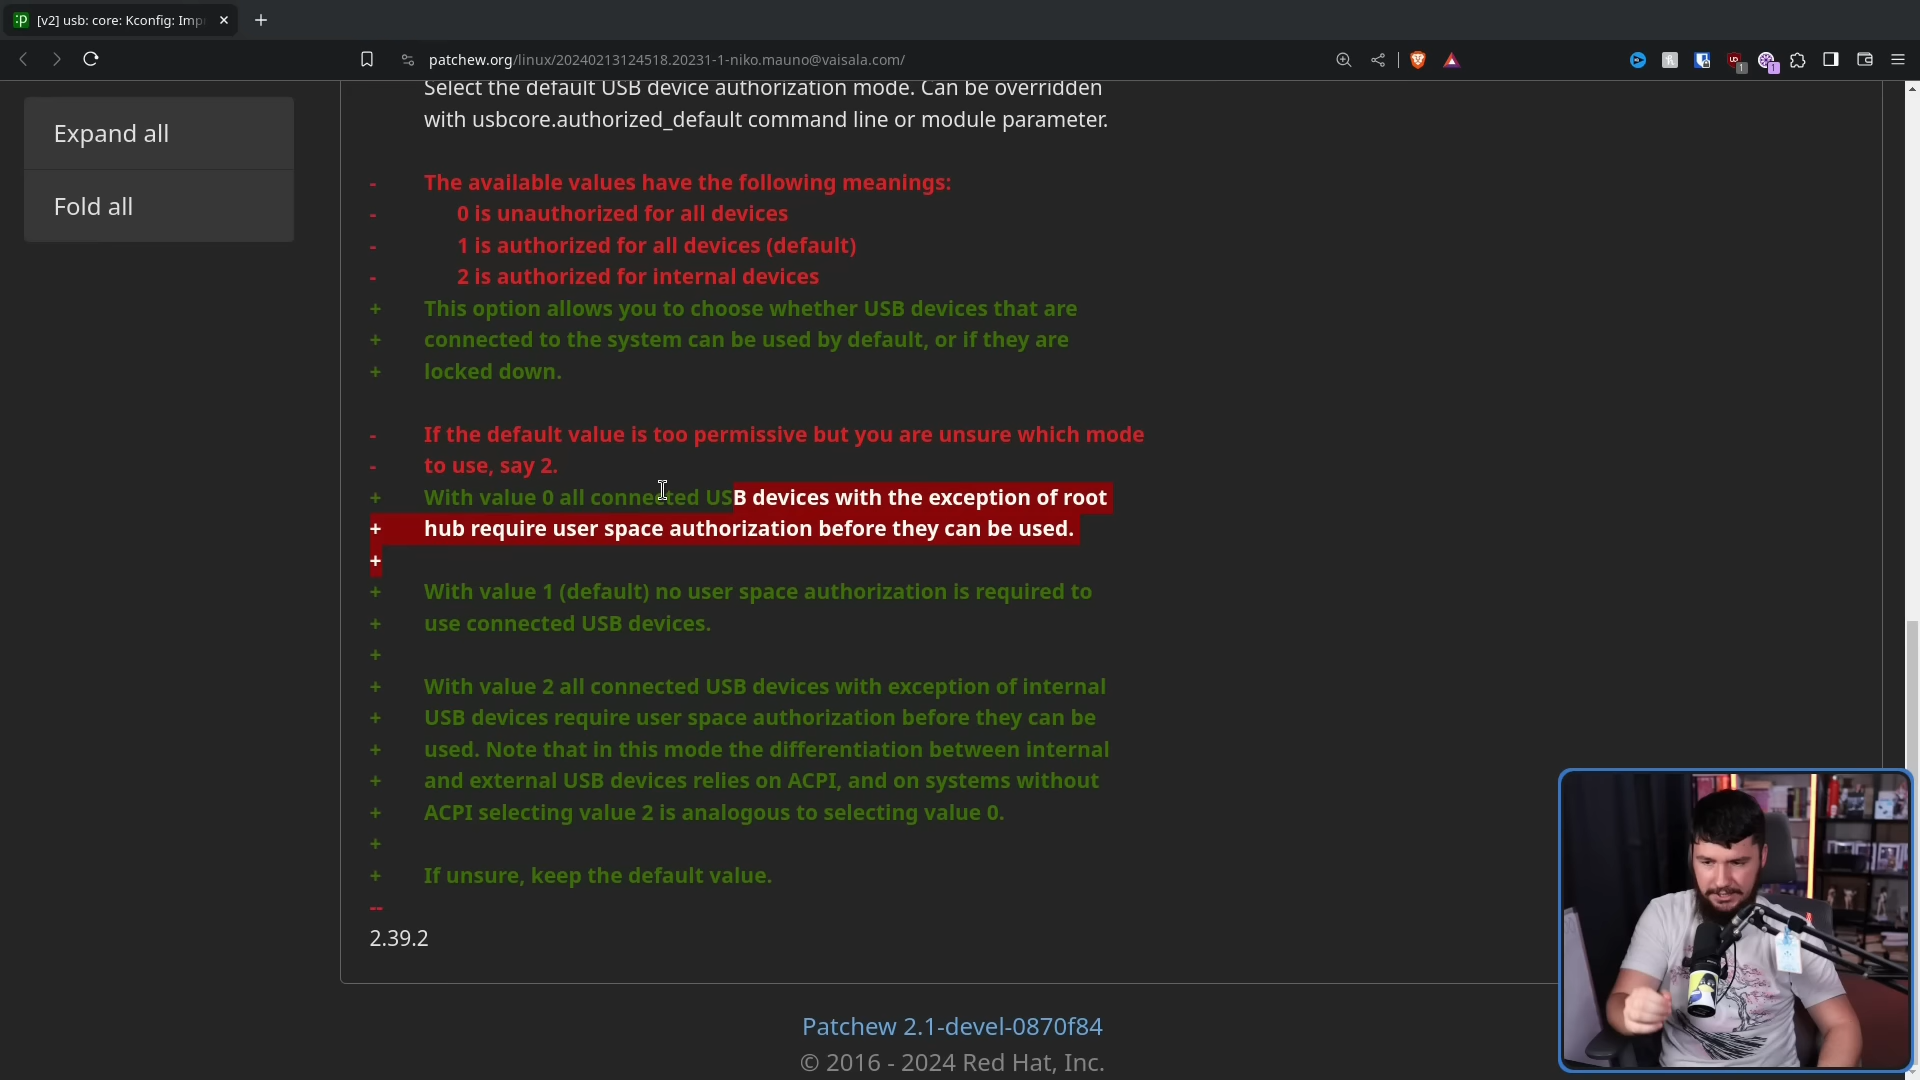 [v2] usb: core: Kconfig: Imp
patchew.org/linux/20240213124518.20231-1-niko.mauno@vaisala.com/
Expand all
Fold all
Select the default USB device authorization mode. Can be overridden
with usbcore.authorized_default command line or module parameter.
- The available values have the following meanings:
- 0 is unauthorized for all devices
- 1 is authorized for all devices (default)
- 2 is authorized for internal devices
+ This option allows you to choose whether USB devices that are
+ connected to the system can be used by default, or if they are
+ locked down.
- If the default value is too permissive but you are unsure which mode
- to use, say 2.
+ With value 0 all connected USB devices with the exception of root
+ hub require user space authorization before they can be used.
+
+ With value 1 (default) no user space authorization is required to
+ use connected USB devices.
+
+ With value 2 all connected USB devices with exception of internal
+ USB devices require user space authorization before they can be
+ used. Note that in this mode the differentiation between internal
+ and external USB devices relies on ACPI, and on systems without
+ ACPI selecting value 2 is analogous to selecting value 0.
+
+ If unsure, keep the default value.
--
2.39.2
Patchew 2.1-devel-0870f84
© 2016 - 2024 Red Hat, Inc.